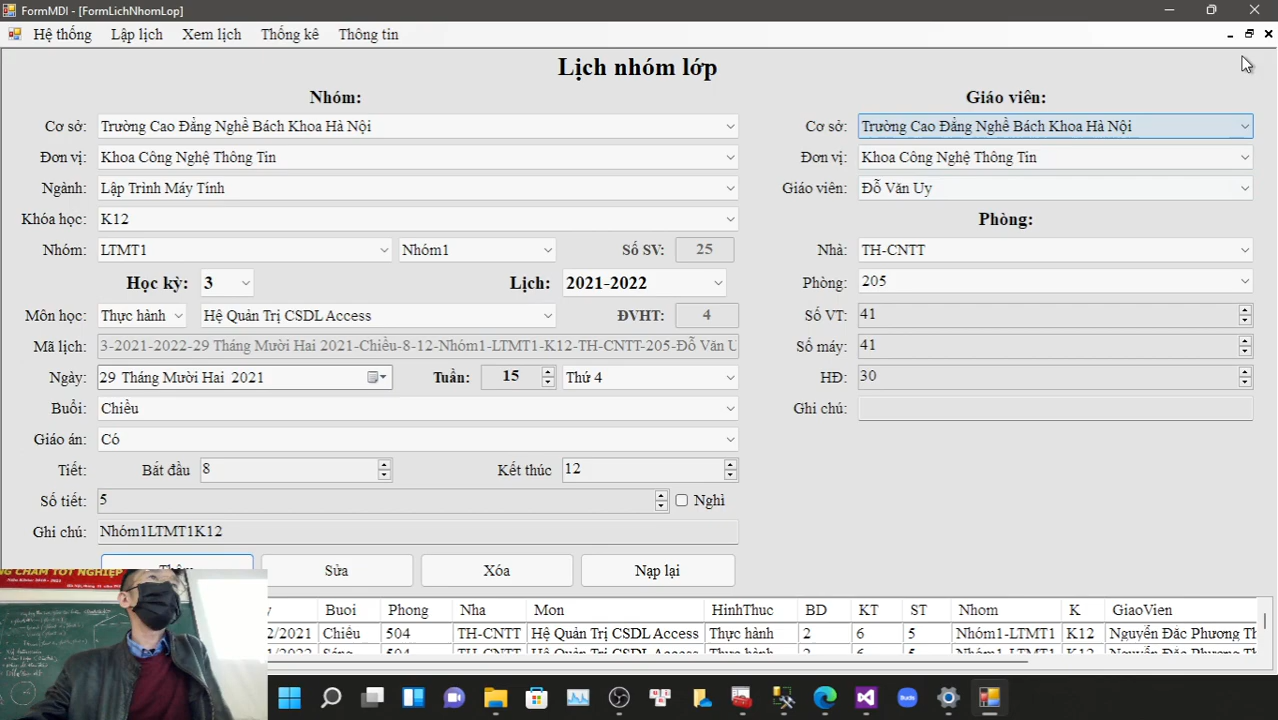 FormMDI - [FormLichNhomLop]
Hệ thống Lập lịch Xem lịch Thống kê Thông tin
Lịch nhóm lớp
Nhóm:
Cơ sở: Trường Cao Đẳng Nghề Bách Khoa Hà Nội
Đơn vị: Khoa Công Nghệ Thông Tin
Ngành: Lập Trình Máy Tính
Khóa học: K12
Nhóm: LTMT1 Nhóm1 Số SV: 25
Học kỳ: 3 Lịch: 2021-2022
Môn học: Thực hành Hệ Quản Trị CSDL Access ĐVHT: 4
Mã lịch: 3-2021-2022-29 Tháng Mười Hai 2021-Chiều-8-12-Nhóm1-LTMT1-K12-TH-CNTT-205-Đỗ Văn U
Ngày: 29 Tháng Mười Hai 2021 Tuần: 15 Thứ 4
Buổi: Chiều
Giáo án: Có
Tiết: Bắt đầu 8 Kết thúc 12
Số tiết: 5 Nghỉ
Ghi chú: Nhóm1LTMT1K12
Giáo viên:
Cơ sở: Trường Cao Đẳng Nghề Bách Khoa Hà Nội
Đơn vị: Khoa Công Nghệ Thông Tin
Giáo viên: Đỗ Văn Uy
Phòng:
Nhà: TH-CNTT
Phòng: 205
Số VT: 41
Số máy: 41
HĐ: 30
Ghi chú:
Sửa Xóa Nạp lại
Buoi Phong Nha Mon HinhThuc BD KT ST Nhom K GiaoVien
2/2021 Chiều 504 TH-CNTT Hệ Quản Trị CSDL Access Thực hành 2 6 5 Nhóm1-LTMT1 K12 Nguyễn Đắc Phương Th